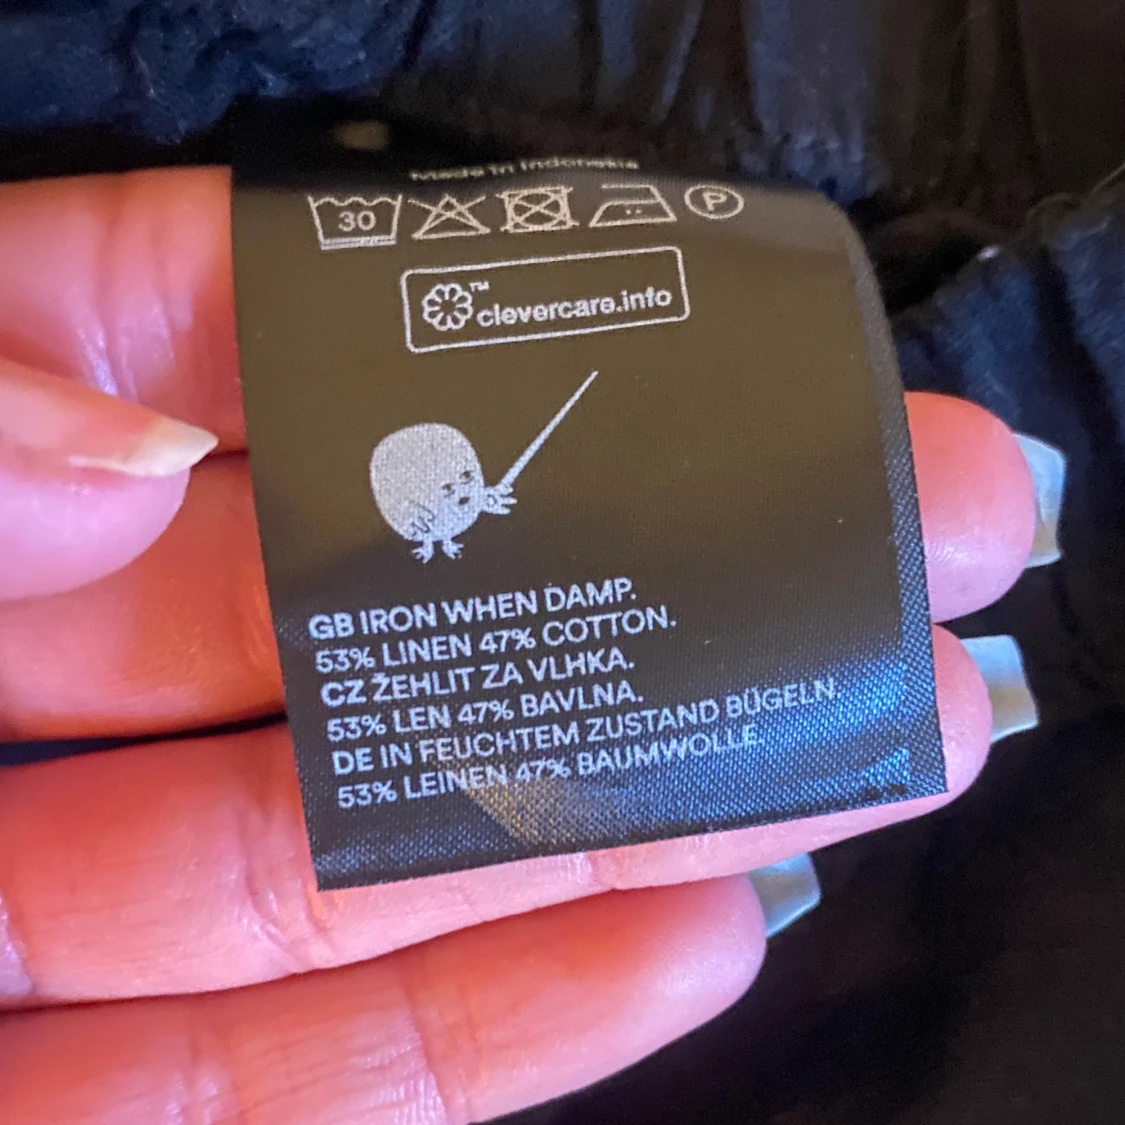 Made in Indonesia
30 P
™ clevercare.info
GB IRON WHEN DAMP.
53% LINEN 47% COTTON.
CZ ŽEHLIT ZA VLHKA.
53% LEN 47% BAVLNA.
DE IN FEUCHTEM ZUSTAND BÜGELN.
53% LEINEN 47% BAUMWOLLE